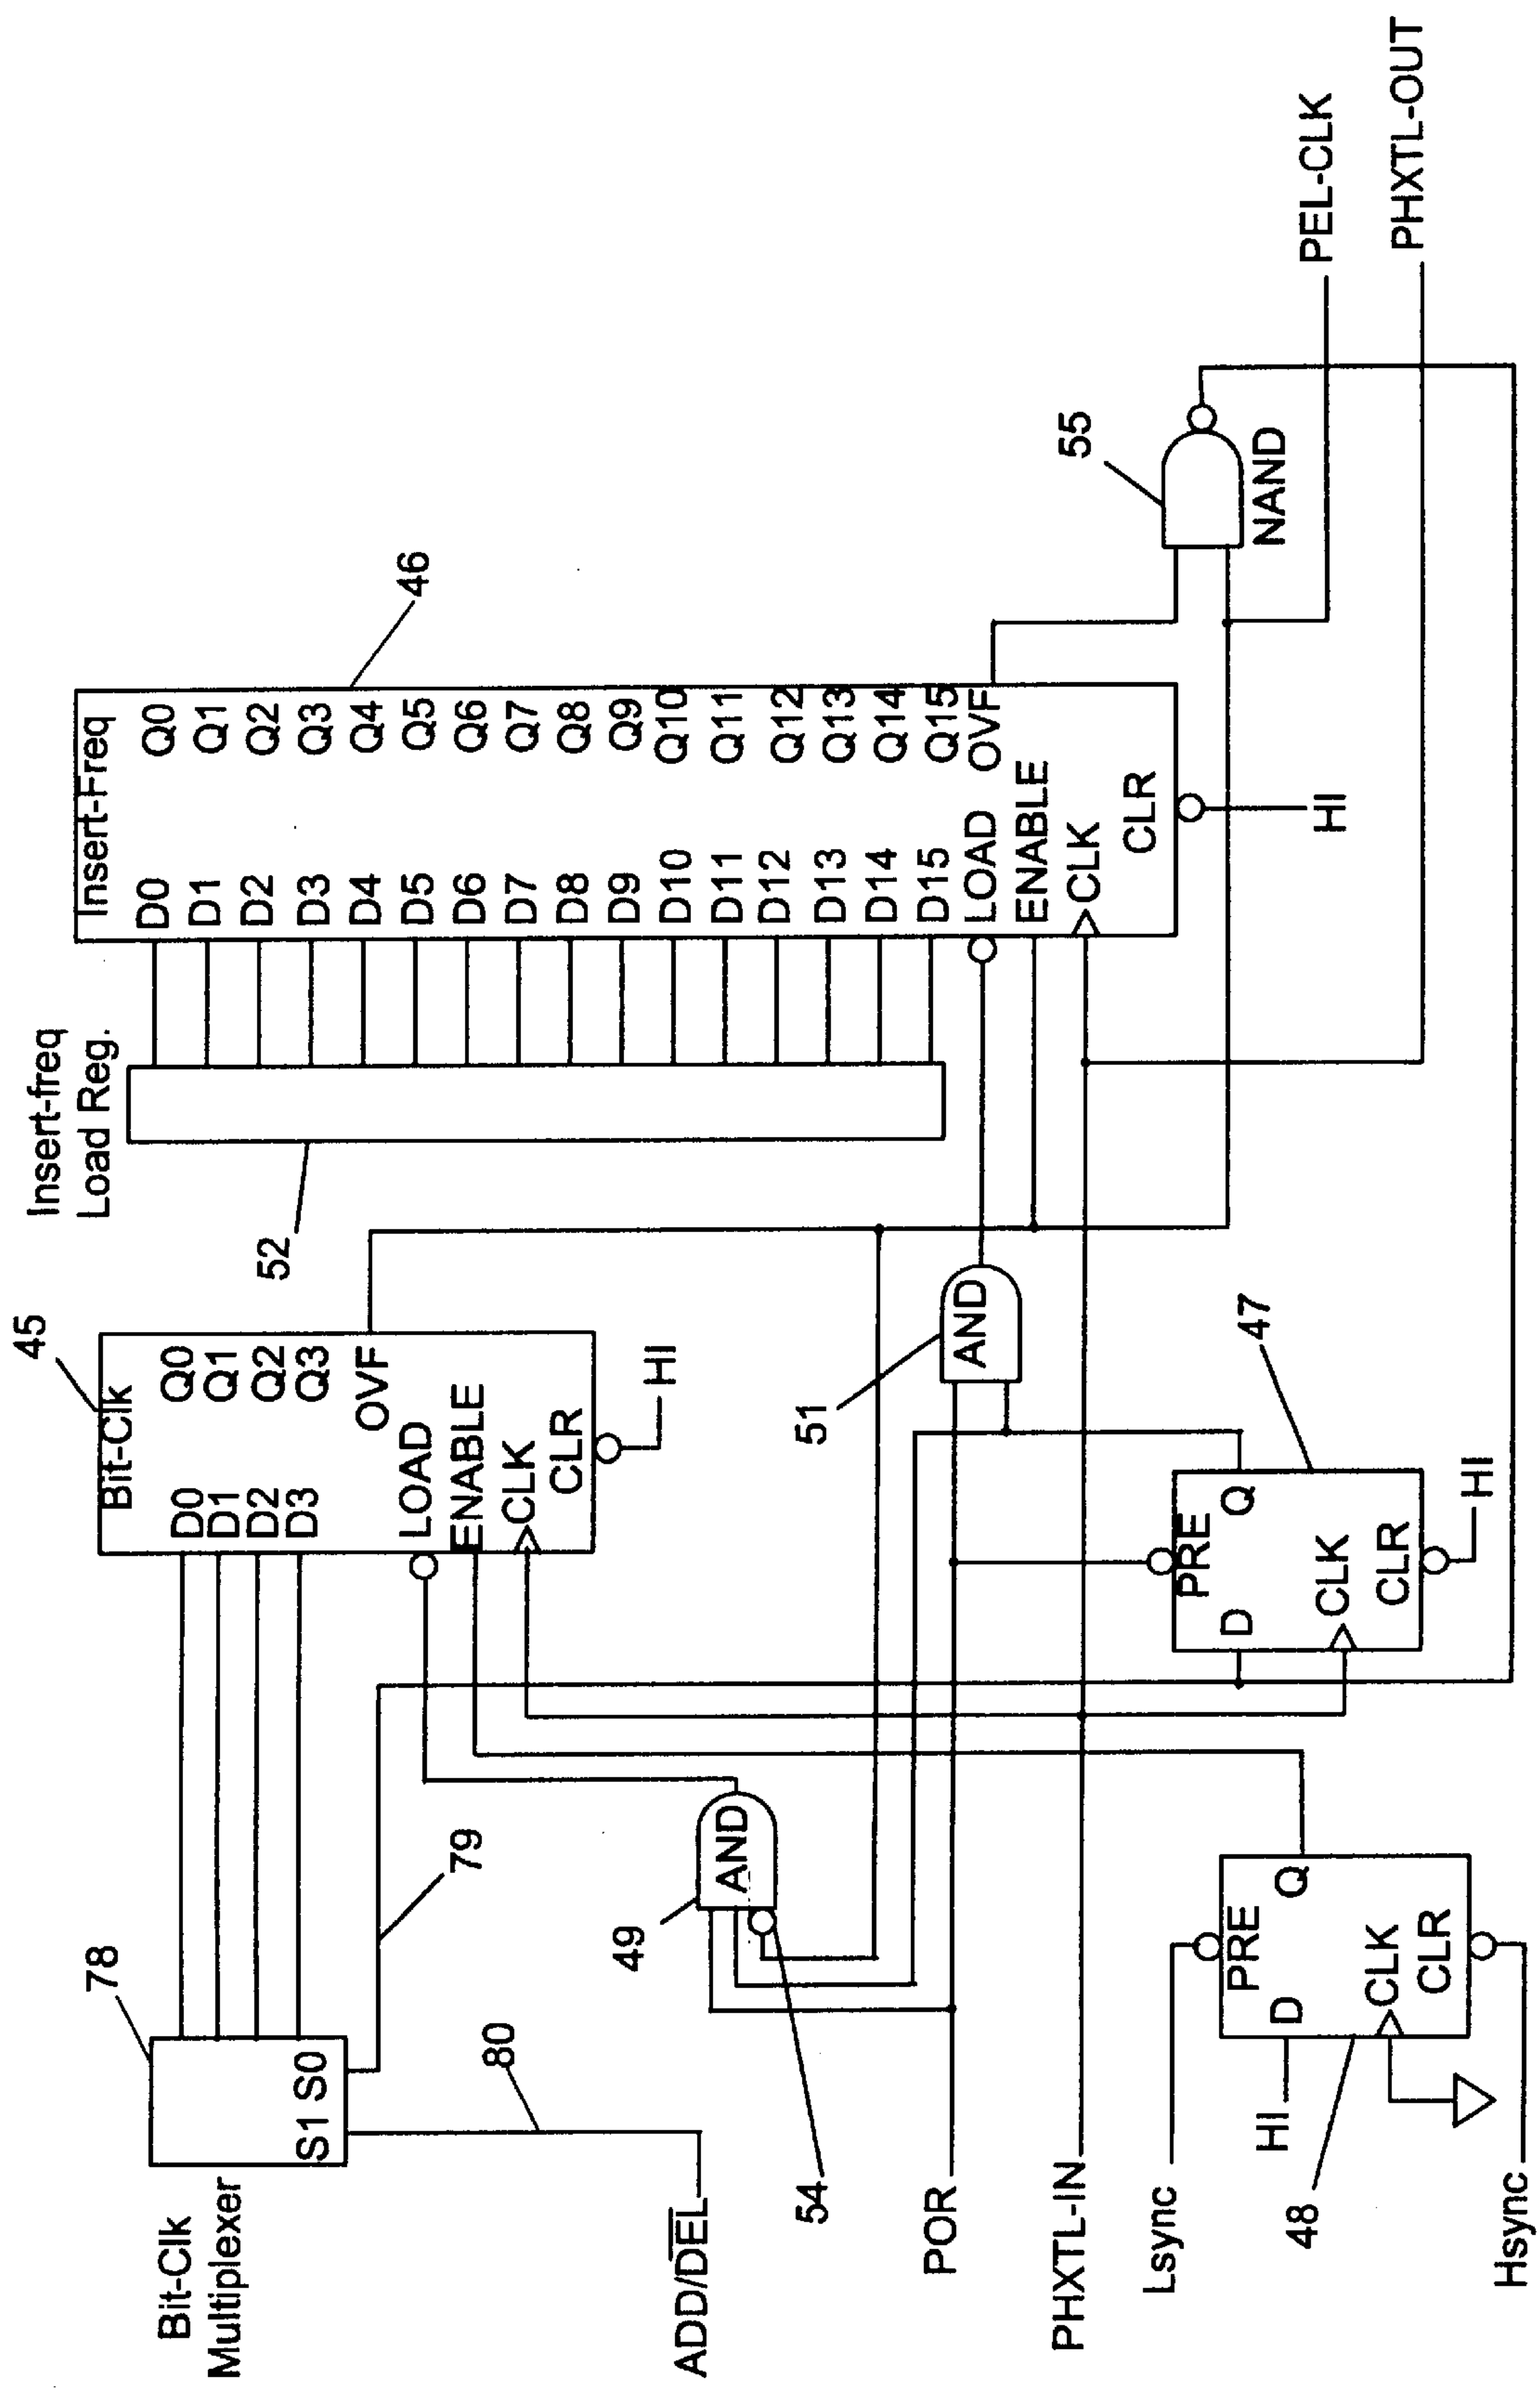 45
46
78
Bit-Clk
Multiplexer
S1 S0
79
80
ADD/DEL
Bit-Clk
D0
D1
D2
D3
Q0
Q1
Q2
Q3
OVF
LOAD
ENABLE
CLK
CLR
HI
Insert-freq
Load Reg.
52
Insert-Freq
D0
D1
D2
D3
D4
D5
D6
D7
D8
D9
D10
D11
D12
D13
D14
D15
Q0
Q1
Q2
Q3
Q4
Q5
Q6
Q7
Q8
Q9
Q10
Q11
Q12
Q13
Q14
Q15
OVF
LOAD
ENABLE
CLK
CLR
HI
49
AND
54
51
AND
55
NAND
POR
PHXTL-IN
47
PRE
D
Q
CLK
CLR
HI
Lsync
48
HI
PRE
D
Q
CLK
CLR
Hsync
PEL-CLK
PHXTL-OUT